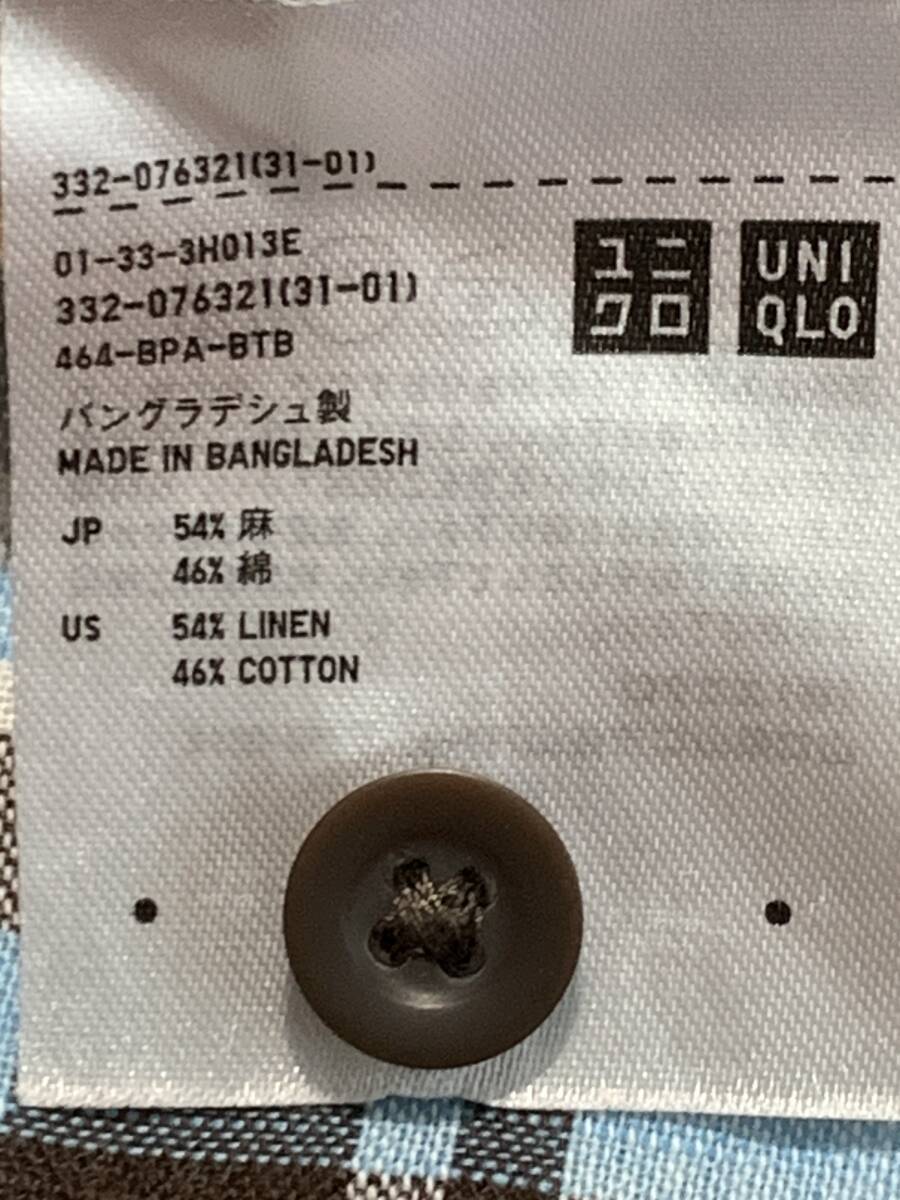 332-076321(31-01)
01-33-3H013E
332-076321(31-01)
464-BPA-BTB
バングラデシュ製
MADE IN BANGLADESH
JP 54% 麻
46% 綿
US 54% LINEN
46% COTTON
ユニ
クロ
UNI
QLO